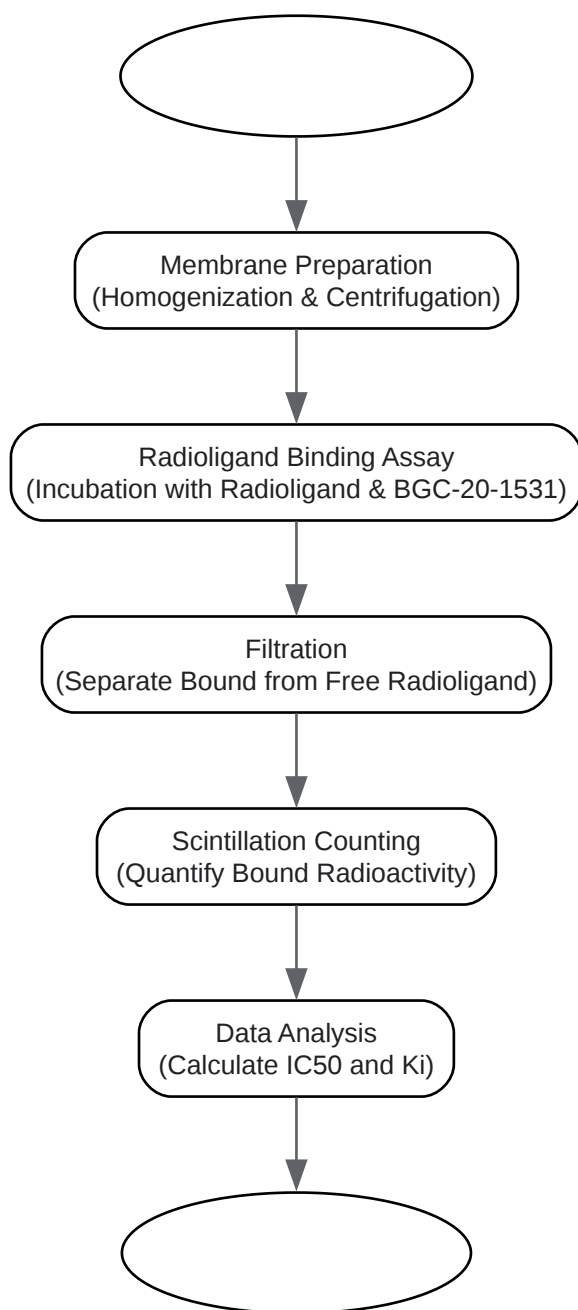 Membrane Preparation
(Homogenization & Centrifugation)
Radioligand Binding Assay
(Incubation with Radioligand & BGC-20-1531)
Filtration
(Separate Bound from Free Radioligand)
Scintillation Counting
(Quantify Bound Radioactivity)
Data Analysis
(Calculate IC50 and Ki)